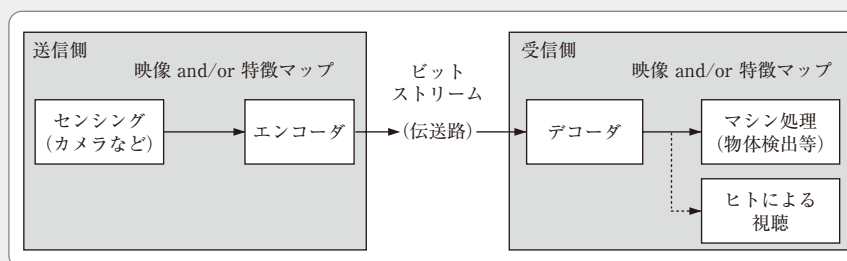 送信側
映像 and/or 特徴マップ
センシング
(カメラなど)
エンコーダ
ビット
ストリーム
(伝送路)
受信側
映像 and/or 特徴マップ
デコーダ
マシン処理
(物体検出等)
ヒトによる
視聴